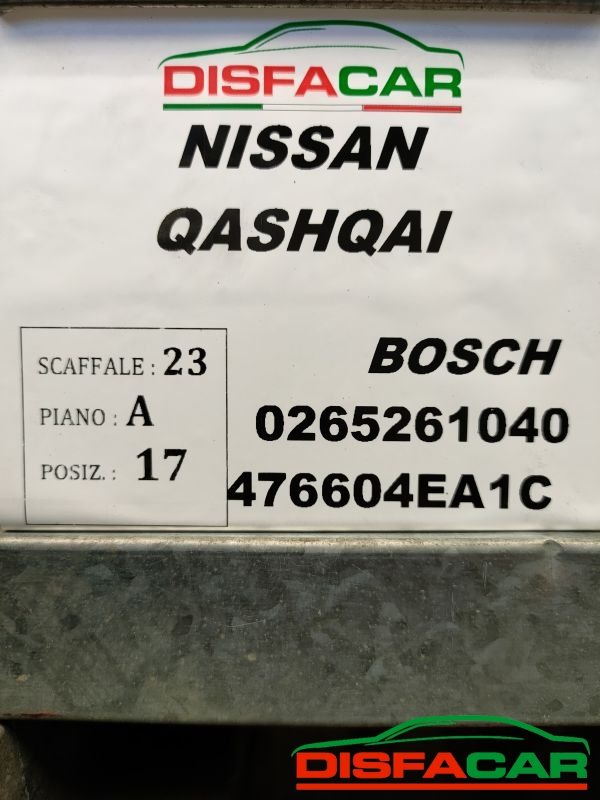 DISFACAR
NISSAN
QASHQAI
SCAFFALE : 23
PIANO : A
POSIZ. : 17
BOSCH
0265261040
476604EA1C
DISFACAR